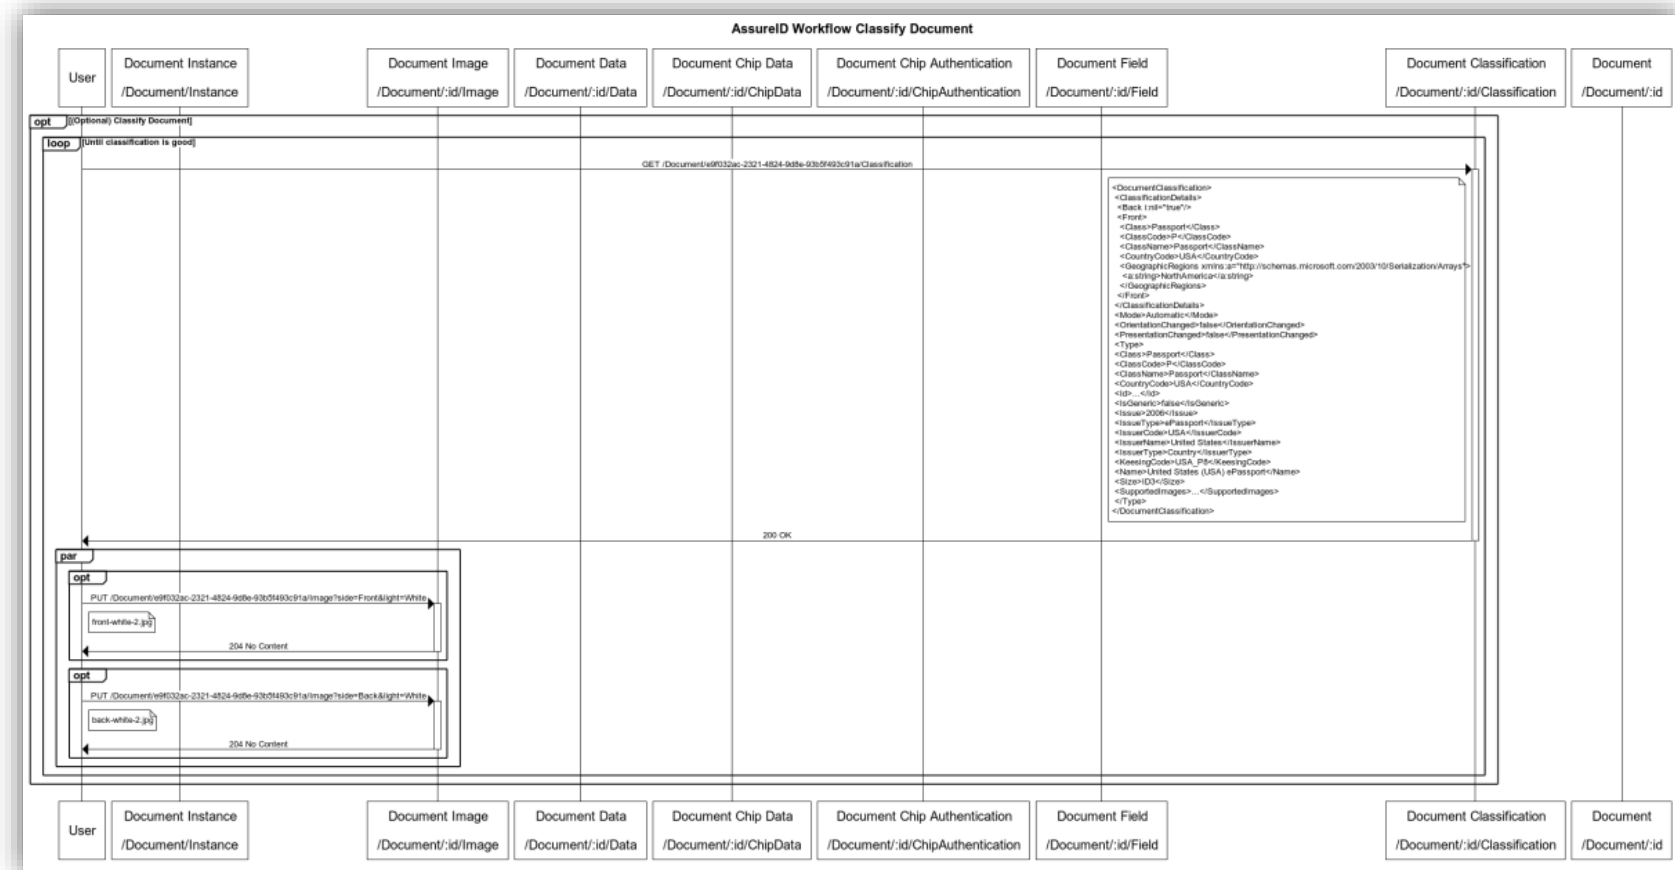 AssureID Workflow Classify Document
User
Document Instance
/Document/Instance
Document Image
/Document/:id/Image
Document Data
/Document/:id/Data
Document Chip Data
/Document/:id/ChipData
Document Chip Authentication
/Document/:id/ChipAuthentication
Document Field
/Document/:id/Field
Document Classification
/Document/:id/Classification
Document
/Document/:id
opt [(Optional) Classify Document]
loop [Until classification is good]
GET /Document/e9f032ac-2321-4824-9d8e-93b5f493c91a/Classification
<DocumentClassification>
<ClassificationDetails>
<Back i:nil="true"/>
<Front>
<Class>Passport</Class>
<ClassCode>P</ClassCode>
<ClassName>Passport</ClassName>
<CountryCode>USA</CountryCode>
<GeographicRegions xmlns:a="http://schemas.microsoft.com/2003/10/Serialization/Arrays">
<a:string>NorthAmerica</a:string>
</GeographicRegions>
</Front>
</ClassificationDetails>
<Mode>Automatic</Mode>
<OrientationChanged>false</OrientationChanged>
<PresentationChanged>false</PresentationChanged>
<Type>
<Class>Passport</Class>
<ClassCode>P</ClassCode>
<ClassName>Passport</ClassName>
<CountryCode>USA</CountryCode>
<Id>...</Id>
<IsGeneric>false</IsGeneric>
<Issue>2006</Issue>
<IssueType>ePassport</IssueType>
<IssuerCode>USA</IssuerCode>
<IssuerName>United States</IssuerName>
<IssuerType>Country</IssuerType>
<KeesingCode>USA_P8</KeesingCode>
<Name>United States (USA) ePassport</Name>
<Size>ID3</Size>
<SupportedImages>...</SupportedImages>
</Type>
</DocumentClassification>
200 OK
par
opt
PUT /Document/e9f032ac-2321-4824-9d8e-93b5f493c91a/Image?side=Front&light=White
front-white-2.jpg
204 No Content
opt
PUT /Document/e9f032ac-2321-4824-9d8e-93b5f493c91a/Image?side=Back&light=White
back-white-2.jpg
204 No Content
User
Document Instance
/Document/Instance
Document Image
/Document/:id/Image
Document Data
/Document/:id/Data
Document Chip Data
/Document/:id/ChipData
Document Chip Authentication
/Document/:id/ChipAuthentication
Document Field
/Document/:id/Field
Document Classification
/Document/:id/Classification
Document
/Document/:id